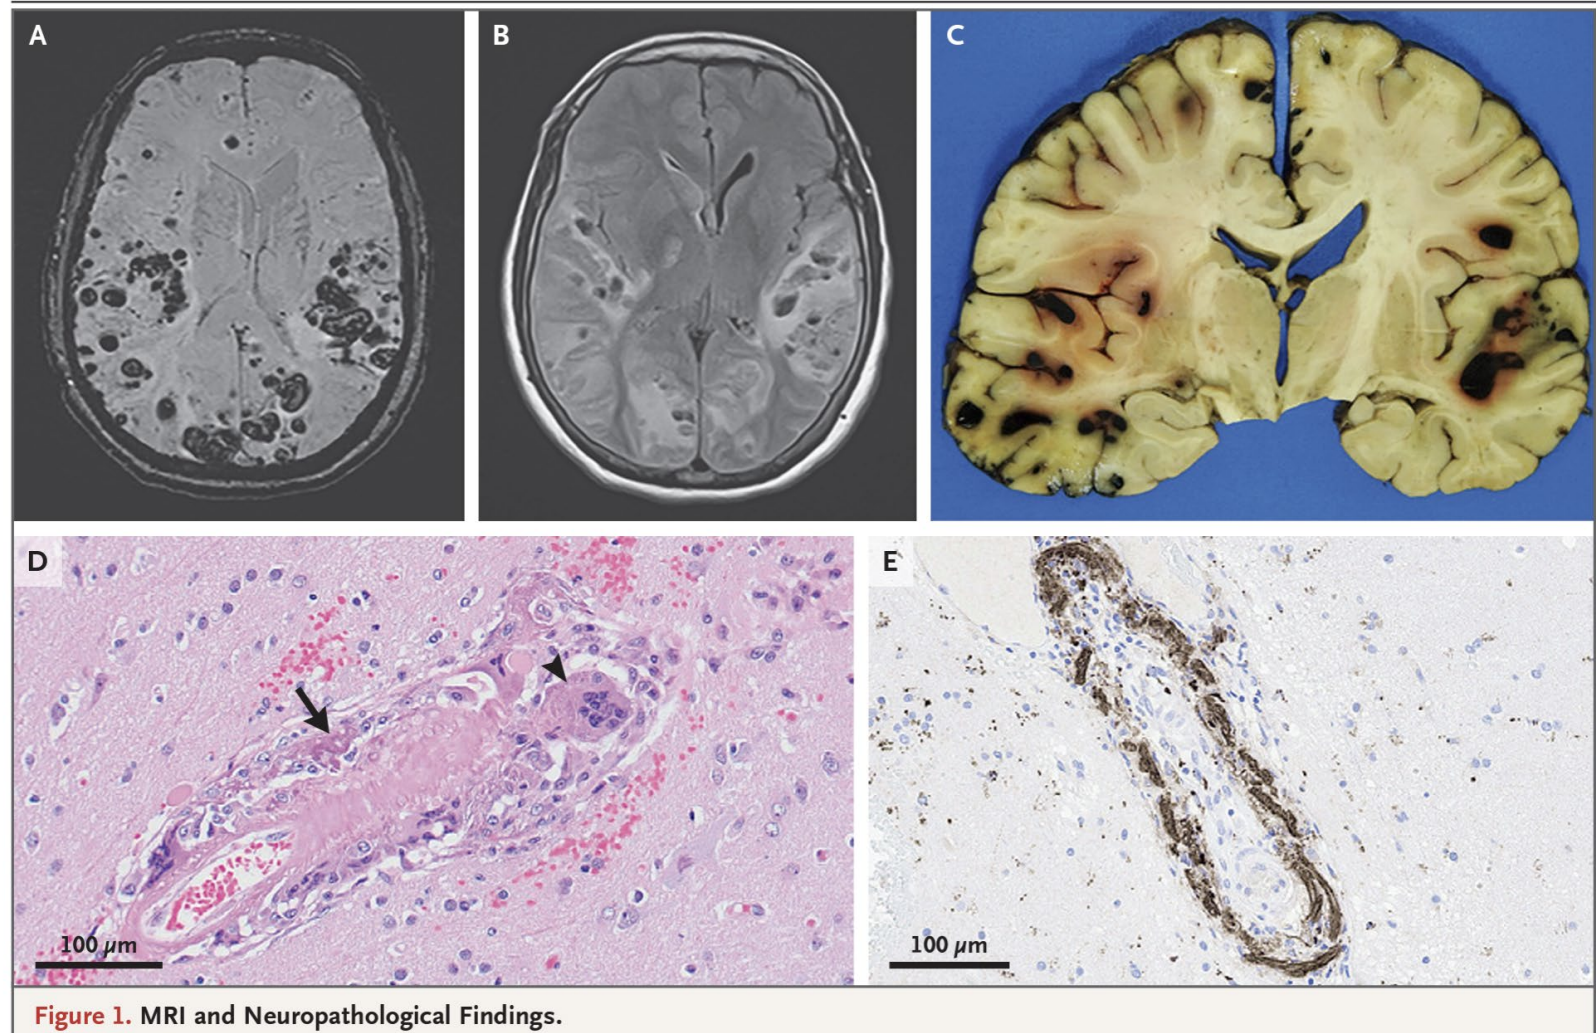 A
B
C
D
E
100 µm
100 µm
Figure 1. MRI and Neuropathological Findings.